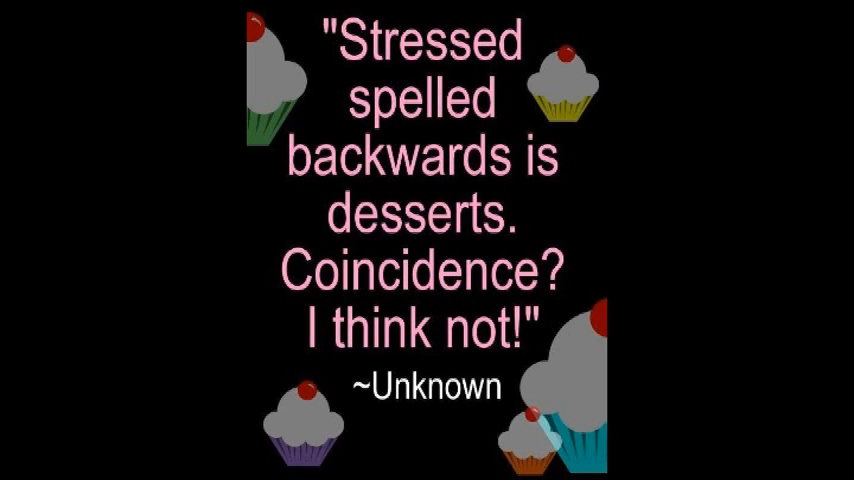 "Stressed
spelled
backwards is
desserts.
Coincidence?
I think not!"
~Unknown